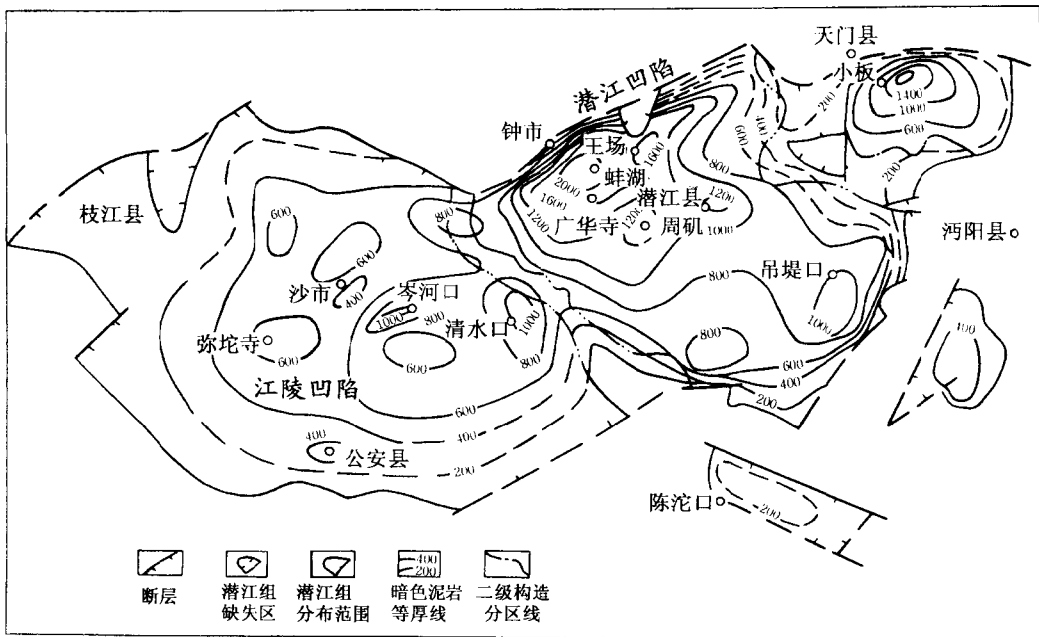 天门县
小板
潜江凹陷
200
1400
1000
600
200
400
600
800
钟市
王场
1600
蚌湖
2000
1600
1200
潜江县
1200
1200
1000
广华寺
周矶
枝江县
沔阳县
600
800
600
沙市
400
岑河口
1000
800
清水口
1000
800
吊堤口
1000
800
弥坨寺
600
600
800
600
400
200
400
江陵凹陷
600
400
400
200
公安县
陈沱口
200
断层
潜江组
缺失区
潜江组
分布范围
400
200
暗色泥岩
等厚线
二级构造
分区线